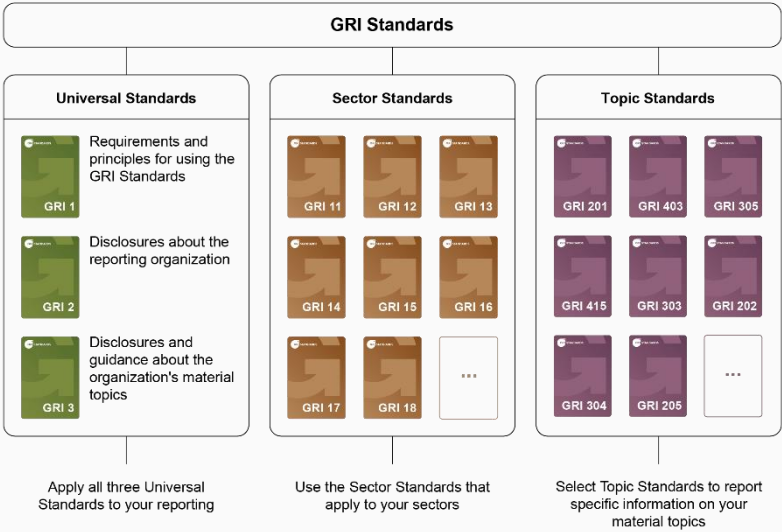 GRI Standards
Universal Standards
GRI 1
Requirements and
principles for using the
GRI Standards
GRI 2
Disclosures about the
reporting organization
GRI 3
Disclosures and
guidance about the
organization's material
topics
Apply all three Universal
Standards to your reporting
Sector Standards
GRI 11
GRI 12
GRI 13
GRI 14
GRI 15
GRI 16
GRI 17
GRI 18
...
Use the Sector Standards that
apply to your sectors
Topic Standards
GRI 201
GRI 403
GRI 305
GRI 415
GRI 303
GRI 202
GRI 304
GRI 205
...
Select Topic Standards to report
specific information on your
material topics